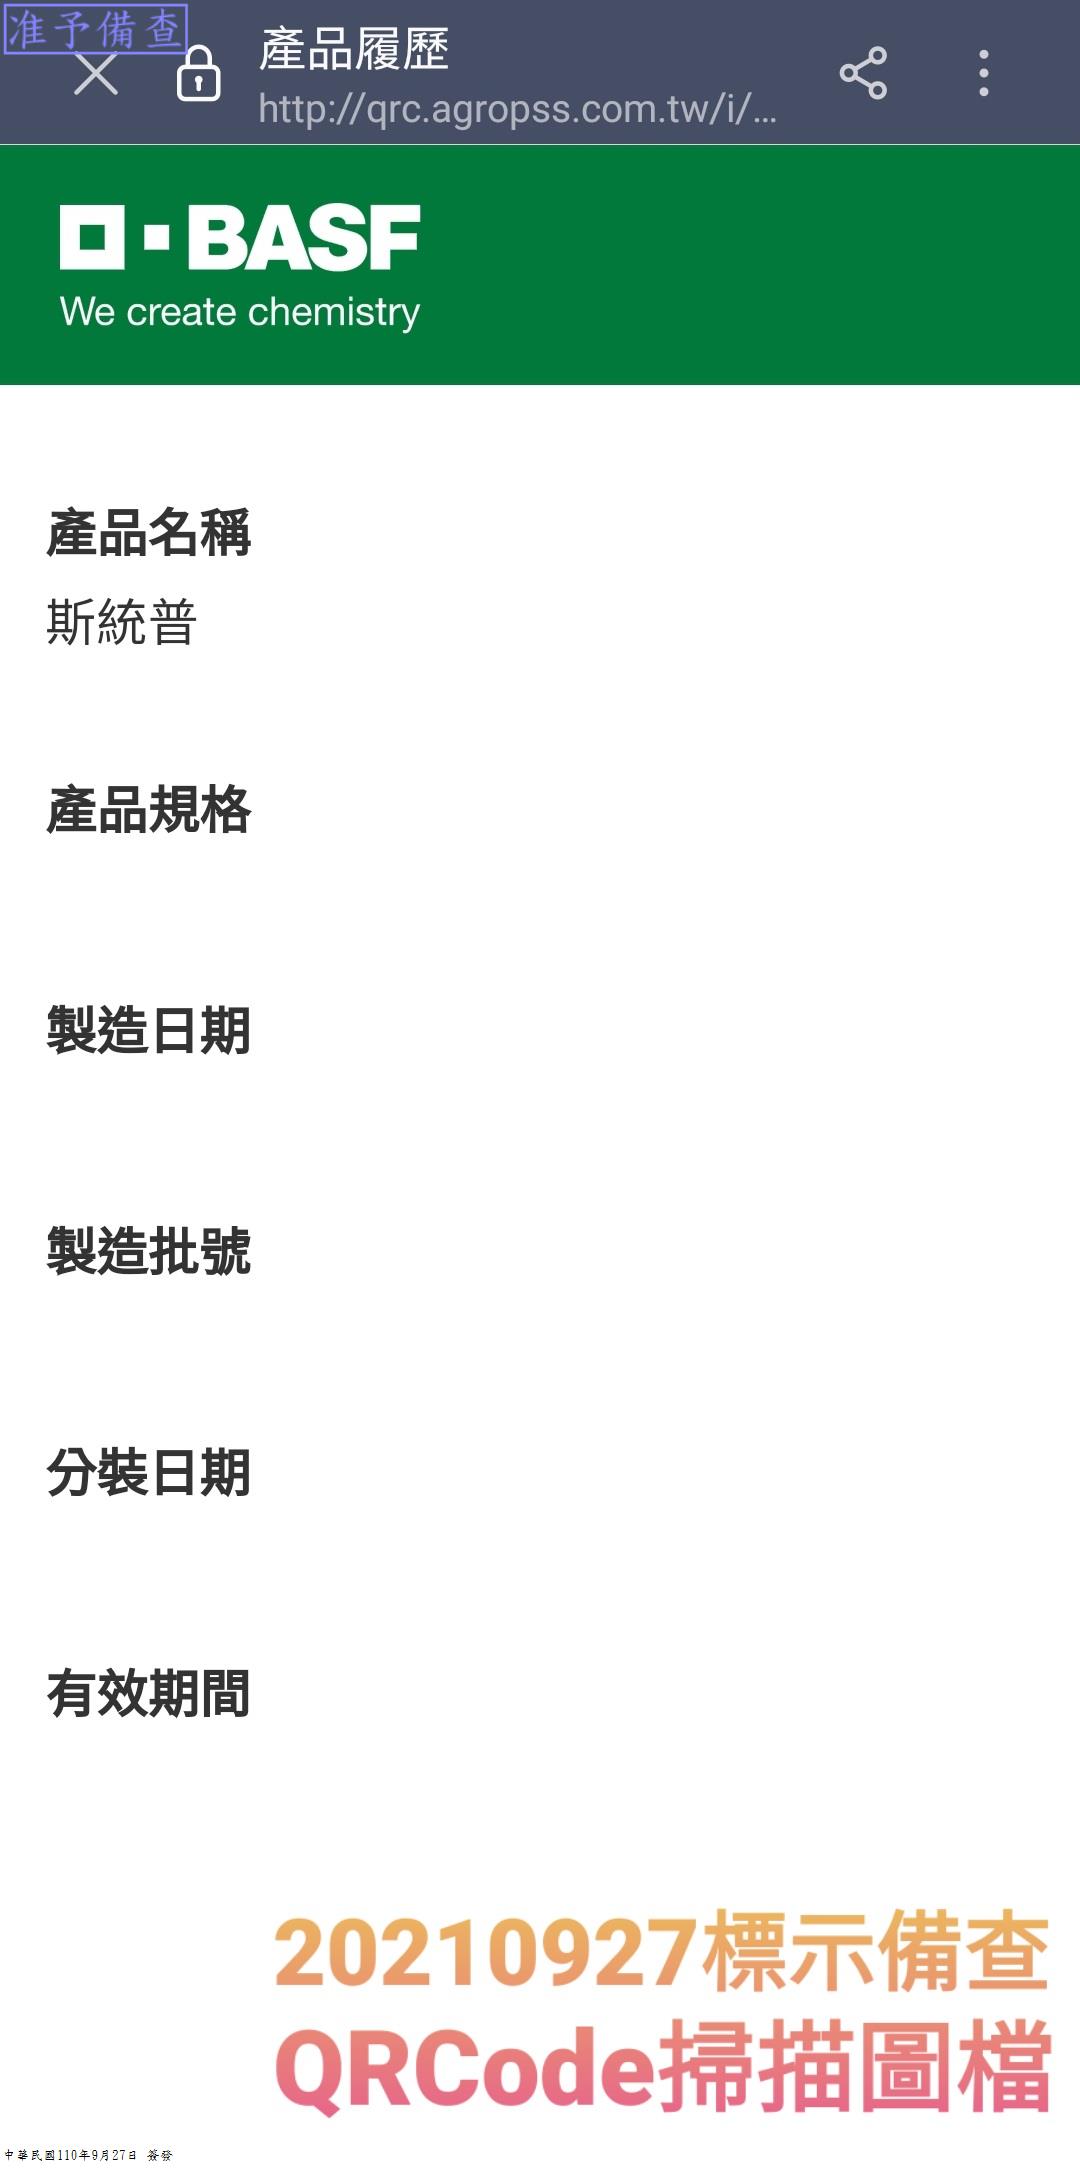 准予備查
產品履歷
http://qrc.agropss.com.tw/i/...
BASF
We create chemistry
產品名稱
斯統普
產品規格
製造日期
製造批號
分裝日期
有效期間
20210927標示備查
QRCode掃描圖檔
中華民國110年9月27日 簽發